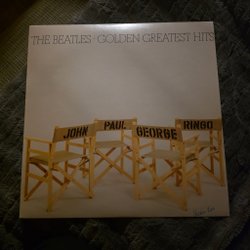 THE BEATLES: GOLDEN GREATEST HITS
JOHN
PAUL
GEORGE
RINGO